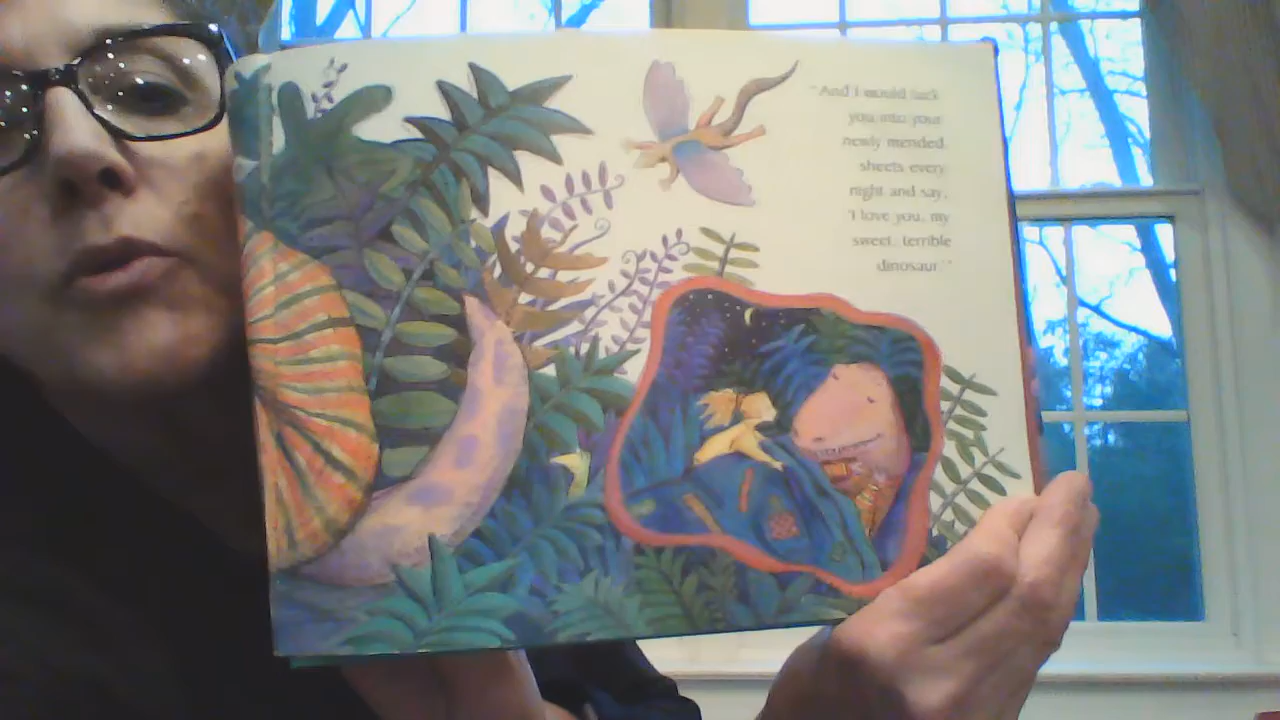 "And I would tuck
you into your
newly mended
sheets every
night and say,
'I love you, my
sweet, terrible
dinosaur.'"